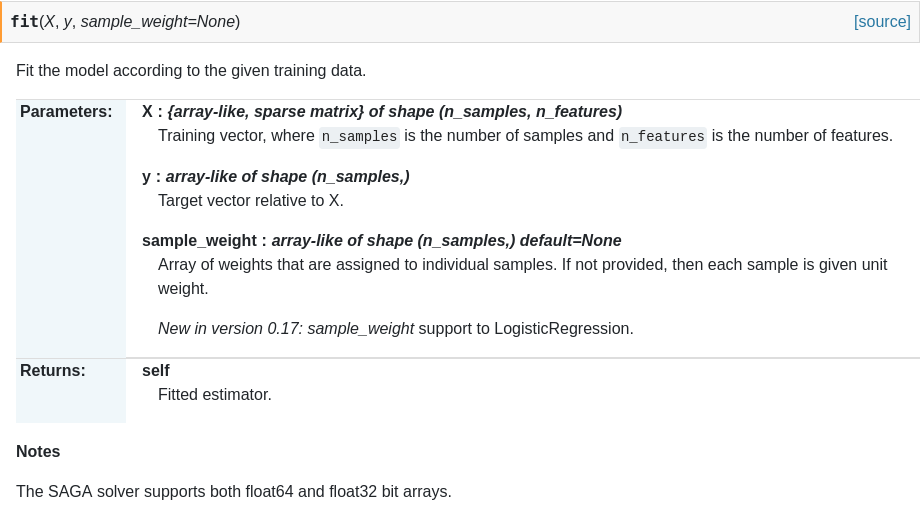 fit(X, y, sample_weight=None) [source]
Fit the model according to the given training data.
Parameters: X : {array-like, sparse matrix} of shape (n_samples, n_features)
Training vector, where n_samples is the number of samples and n_features is the number of features.
y : array-like of shape (n_samples,)
Target vector relative to X.
sample_weight : array-like of shape (n_samples,) default=None
Array of weights that are assigned to individual samples. If not provided, then each sample is given unit
weight.
New in version 0.17: sample_weight support to LogisticRegression.
Returns: self
Fitted estimator.
Notes
The SAGA solver supports both float64 and float32 bit arrays.